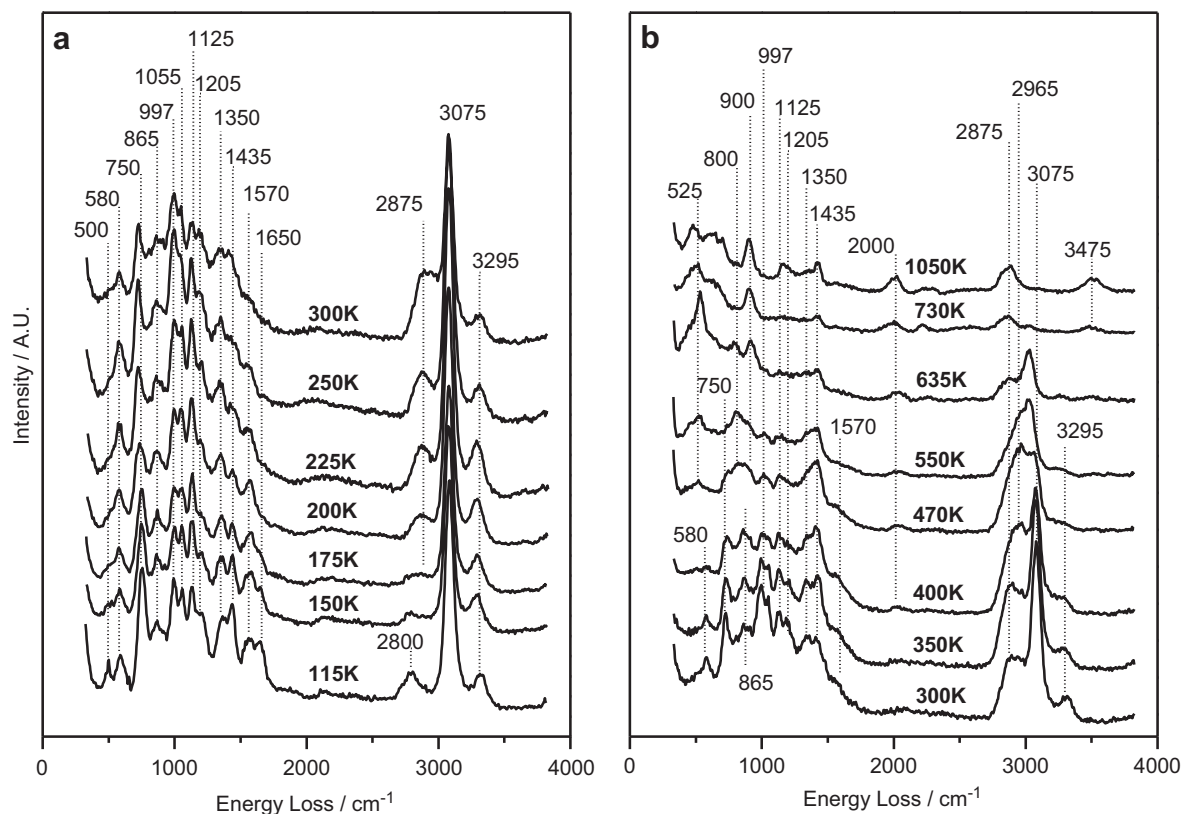 a
1125
1055
1205
997
1350
865
1435
750
1570
580
1650
500
3075
2875
3295
300K
250K
225K
200K
175K
150K
2800
115K
0 1000 2000 3000 4000
Energy Loss / cm-1
Intensity / A.U.
b
997
2965
900
1125
2875
1205
800
3075
1350
525
1435
2000
3475
1050K
730K
635K
750
1570
3295
550K
470K
580
400K
350K
865
300K
0 1000 2000 3000 4000
Energy Loss / cm-1